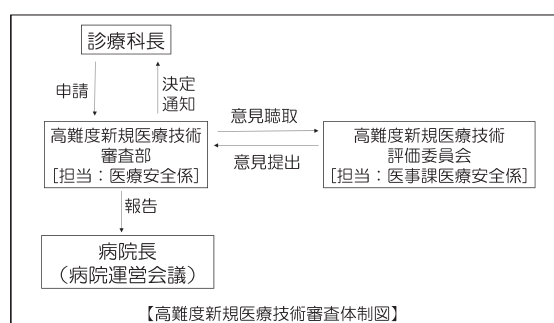 診療科長
申請
決定
通知
高難度新規医療技術
審査部
[担当：医療安全係]
意見聴取
意見提出
高難度新規医療技術
評価委員会
[担当：医事課医療安全係]
報告
病院長
（病院運営会議）
【高難度新規医療技術審査体制図】